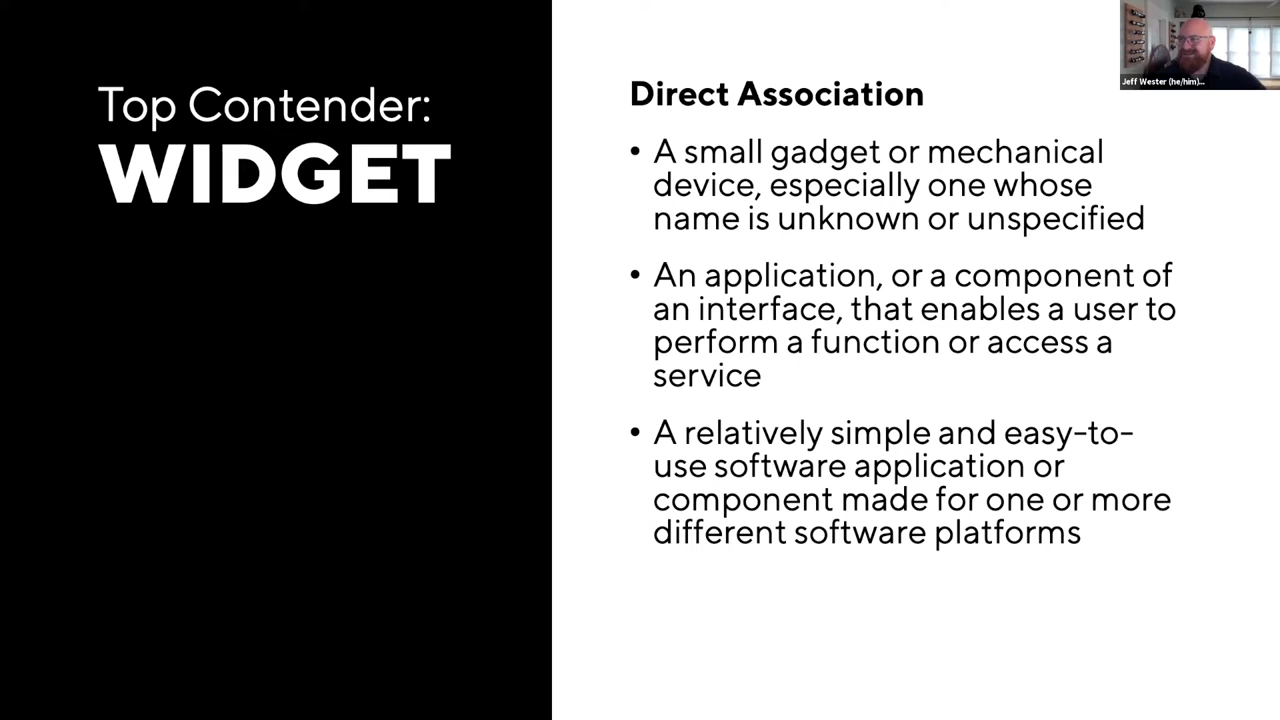 Top Contender:
WIDGET
Direct Association
• A small gadget or mechanical
device, especially one whose
name is unknown or unspecified
• An application, or a component of
an interface, that enables a user to
perform a function or access a
service
• A relatively simple and easy-to-
use software application or
component made for one or more
different software platforms
Jeff Wester (he/him)...